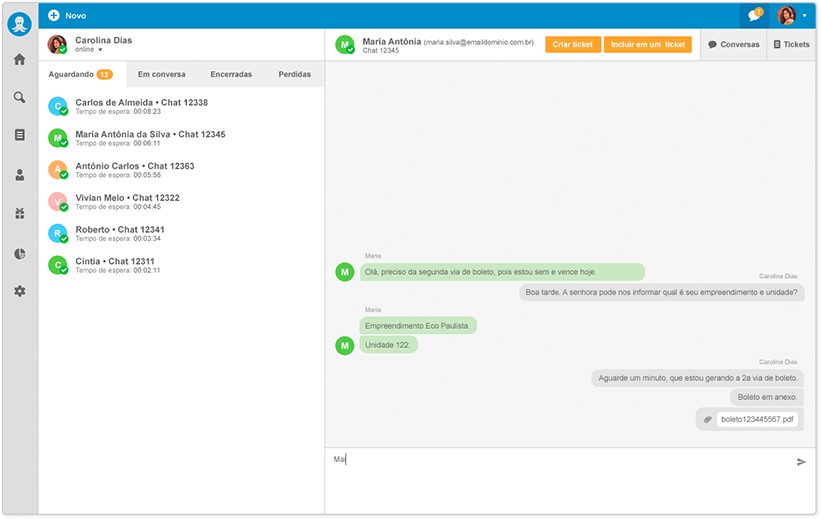 Novo
1
Carolina Dias
online
Maria Antônia (maria.silva@emaildominio.com.br)
Chat 12345
Criar ticket
Incluir em um ticket
Conversas
Tickets
Aguardando 12
Em conversa
Encerradas
Perdidas
C
Carlos de Almeida • Chat 12338
Tempo de espera: 00:08:23
M
Maria Antônia da Silva • Chat 12345
Tempo de espera: 00:06:11
A
Antônio Carlos • Chat 12363
Tempo de espera: 00:05:56
V
Vivian Melo • Chat 12322
Tempo de espera: 00:04:45
R
Roberto • Chat 12341
Tempo de espera: 00:03:34
C
Cintia • Chat 12311
Tempo de espera: 00:02:11
M
Maria
M
Olá, preciso da segunda via de boleto, pois estou sem e vence hoje.
Carolina Dias
Boa tarde. A senhora pode nos informar qual é seu empreendimento e unidade?
Maria
Empreendimento Eco Paulista.
M
Unidade 122.
Carolina Dias
Aguarde um minuto, que estou gerando a 2a via de boleto.
Boleto em anexo.
boleto123445567.pdf
Mai